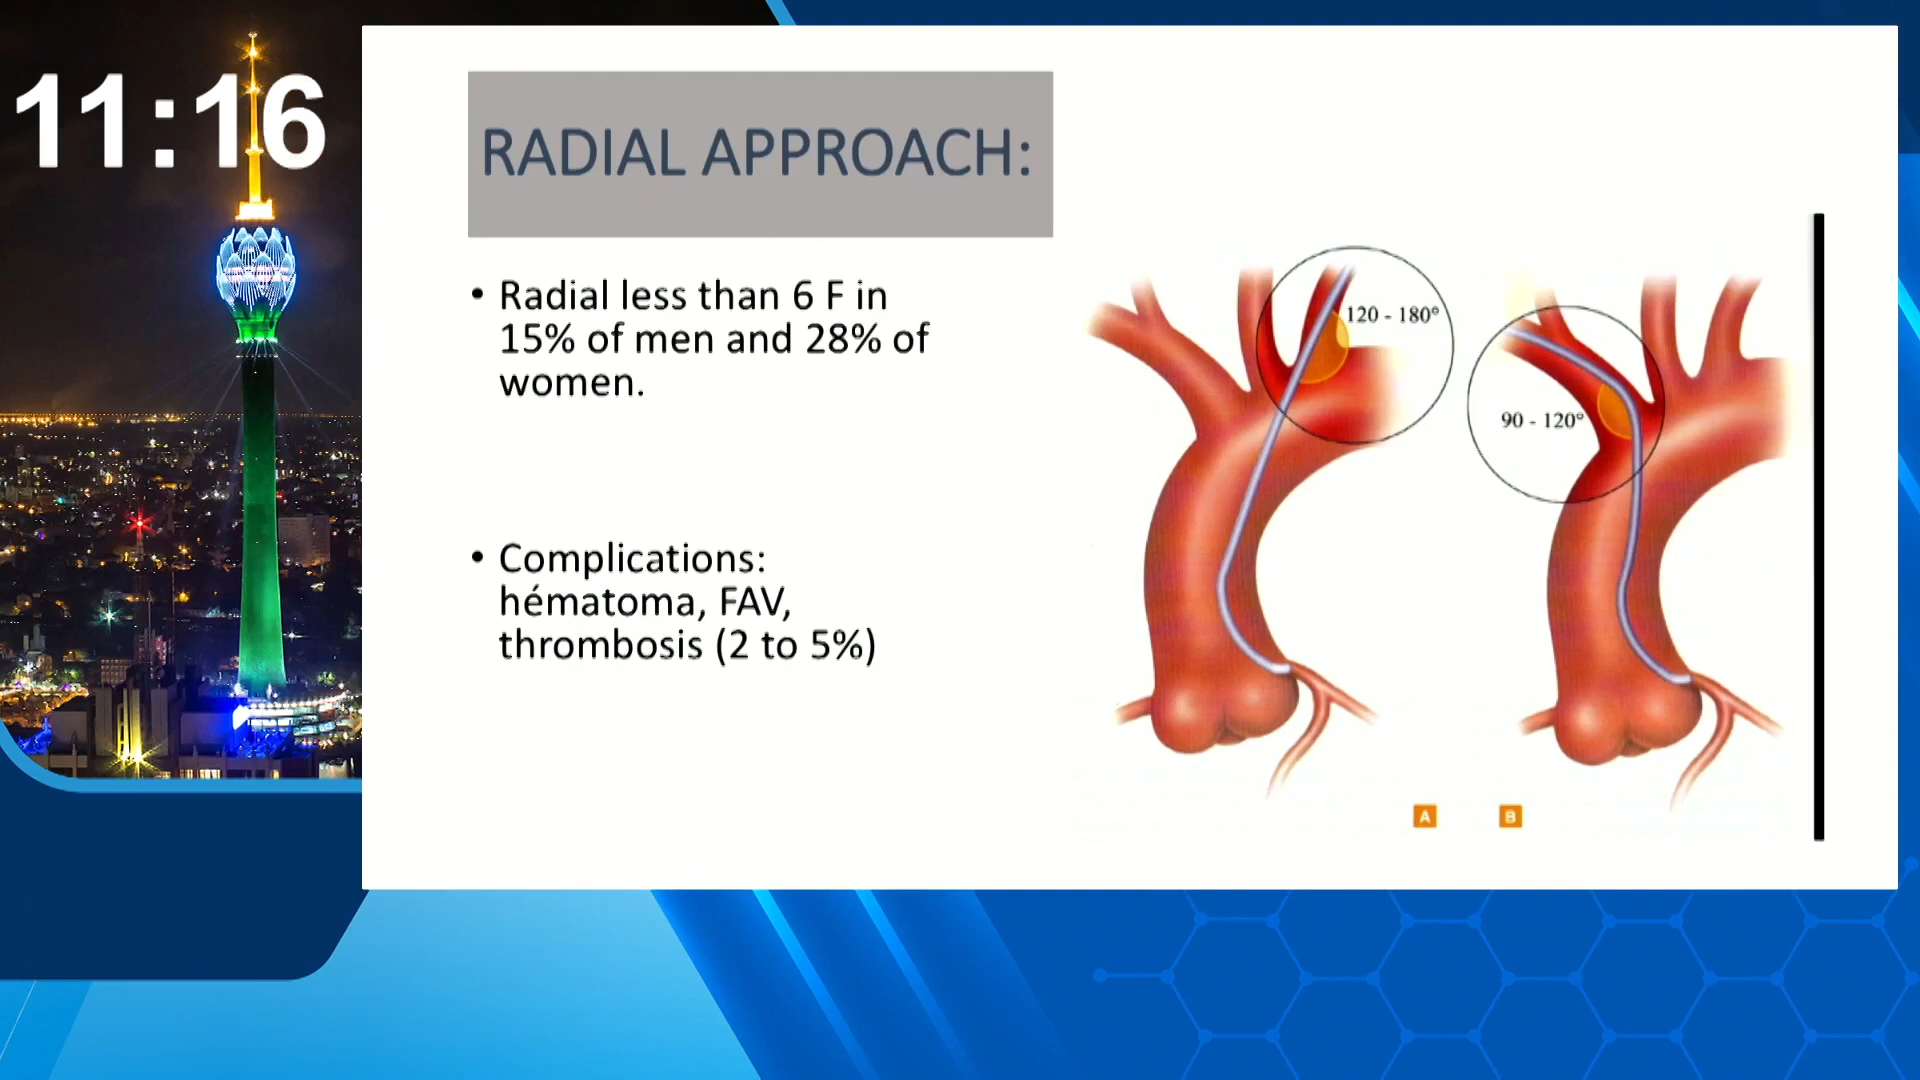 11:16
RADIAL APPROACH:
• Radial less than 6 F in
15% of men and 28% of
women.
• Complications:
hématoma, FAV,
thrombosis (2 to 5%)
120 - 180°
90 - 120°
A
B